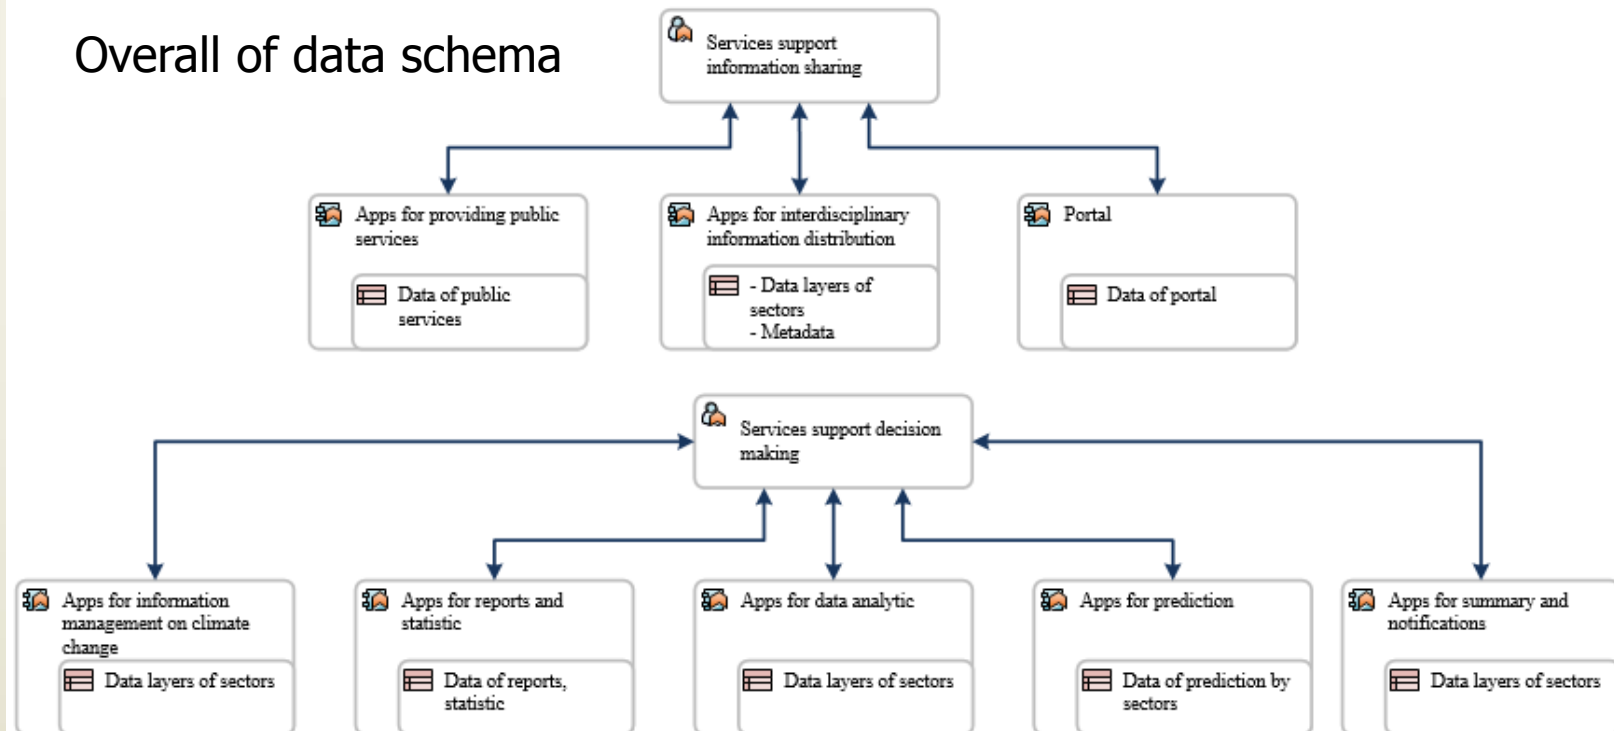 Overall of data schema
Services support
information sharing
Apps for providing public
services
Data of public
services
Apps for interdisciplinary
information distribution
- Data layers of
sectors
- Metadata
Portal
Data of portal
Services support decision
making
Apps for information
management on climate
change
Data layers of sectors
Apps for reports and
statistic
Data of reports,
statistic
Apps for data analytic
Data layers of sectors
Apps for prediction
Data of prediction by
sectors
Apps for summary and
notifications
Data layers of sectors